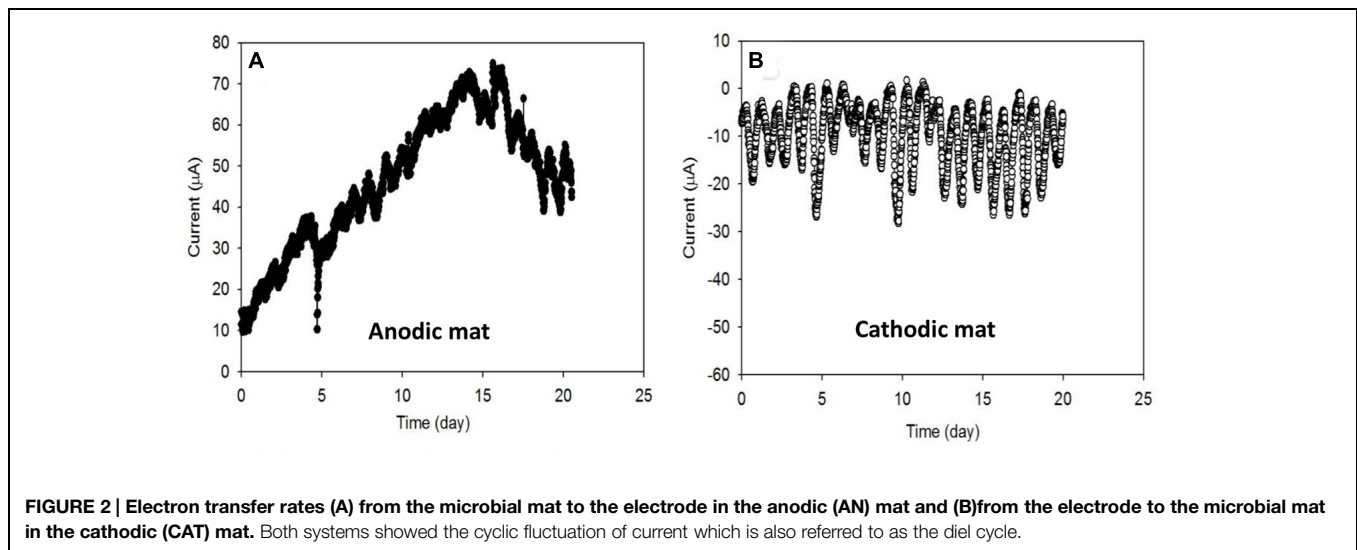 A
80
70
60
50
40
30
20
10
0
Current (μA)
Anodic mat
0 5 10 15 20 25
Time (day)
B
10
0
-10
-20
-30
-40
-50
-60
Current (μA)
Cathodic mat
0 5 10 15 20 25
Time (day)
FIGURE 2 | Electron transfer rates (A) from the microbial mat to the electrode in the anodic (AN) mat and (B)from the electrode to the microbial mat
in the cathodic (CAT) mat. Both systems showed the cyclic fluctuation of current which is also referred to as the diel cycle.